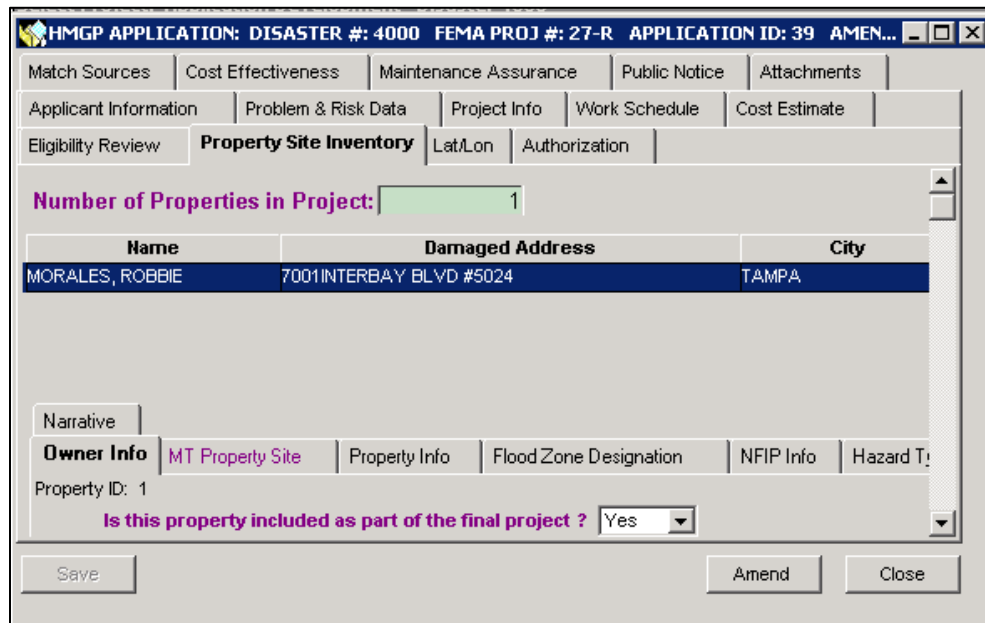 HMGP APPLICATION: DISASTER #: 4000 FEMA PROJ #: 27-R APPLICATION ID: 39 AMEN...
Match Sources Cost Effectiveness Maintenance Assurance Public Notice Attachments
Applicant Information Problem & Risk Data Project Info Work Schedule Cost Estimate
Eligibility Review Property Site Inventory Lat/Lon Authorization
Number of Properties in Project: 1
Name Damaged Address City
MORALES, ROBBIE 7001INTERBAY BLVD #5024 TAMPA
Narrative
Owner Info MT Property Site Property Info Flood Zone Designation NFIP Info Hazard Ty
Property ID: 1
Is this property included as part of the final project ? Yes
Save Amend Close